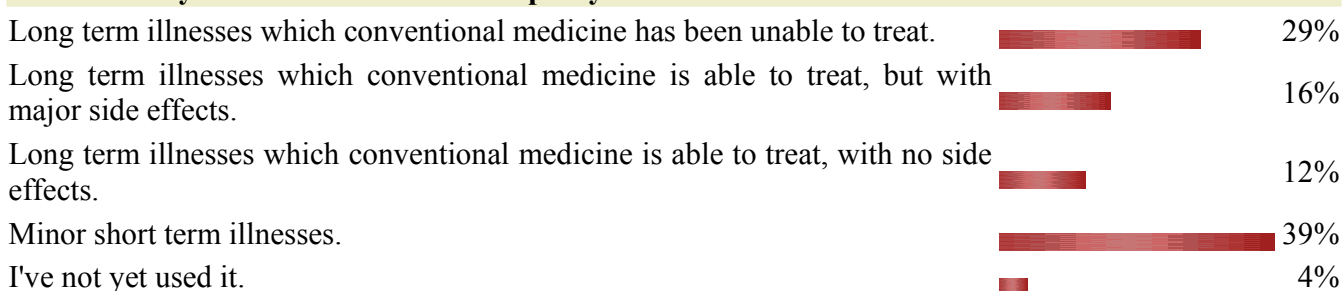 Long term illnesses which conventional medicine has been unable to treat. 29%
Long term illnesses which conventional medicine is able to treat, but with
major side effects. 16%
Long term illnesses which conventional medicine is able to treat, with no side
effects. 12%
Minor short term illnesses. 39%
I've not yet used it. 4%